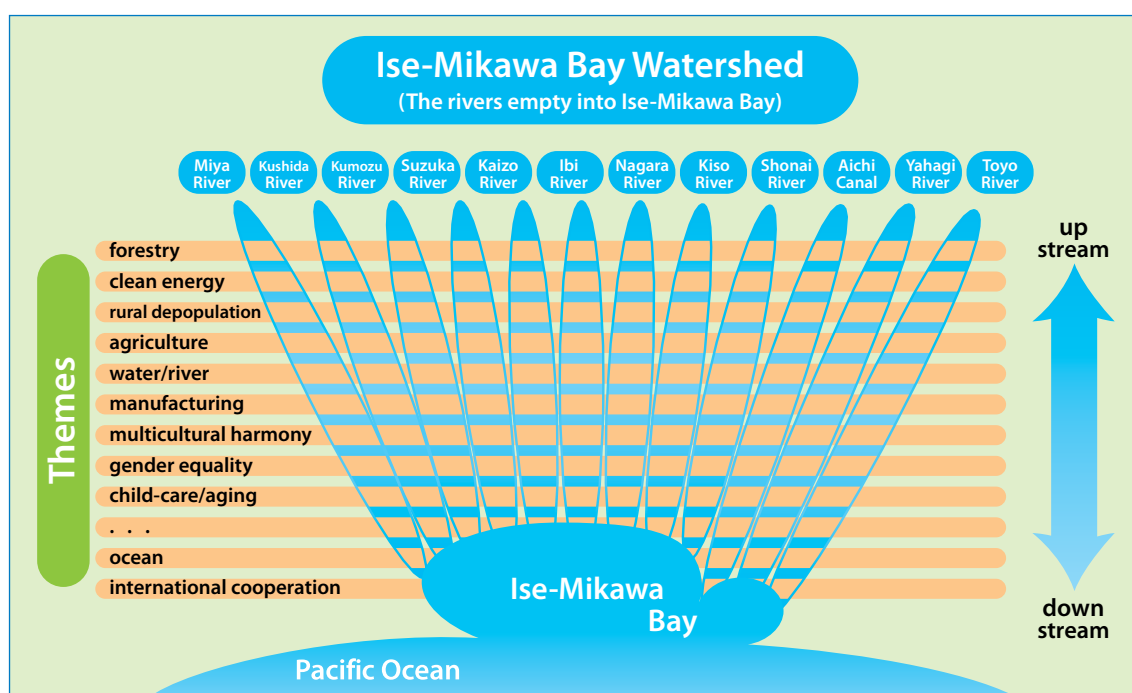 Ise-Mikawa Bay Watershed
(The rivers empty into Ise-Mikawa Bay)
Miya
River
Kushida
River
Kumozu
River
Suzuka
River
Kaizo
River
Ibi
River
Nagara
River
Kiso
River
Shonai
River
Aichi
Canal
Yahagi
River
Toyo
River
up
stream
Themes
forestry
clean energy
rural depopulation
agriculture
water/river
manufacturing
multicultural harmony
gender equality
child-care/aging
. . .
ocean
international cooperation
Ise-Mikawa
Bay
down
stream
Pacific Ocean